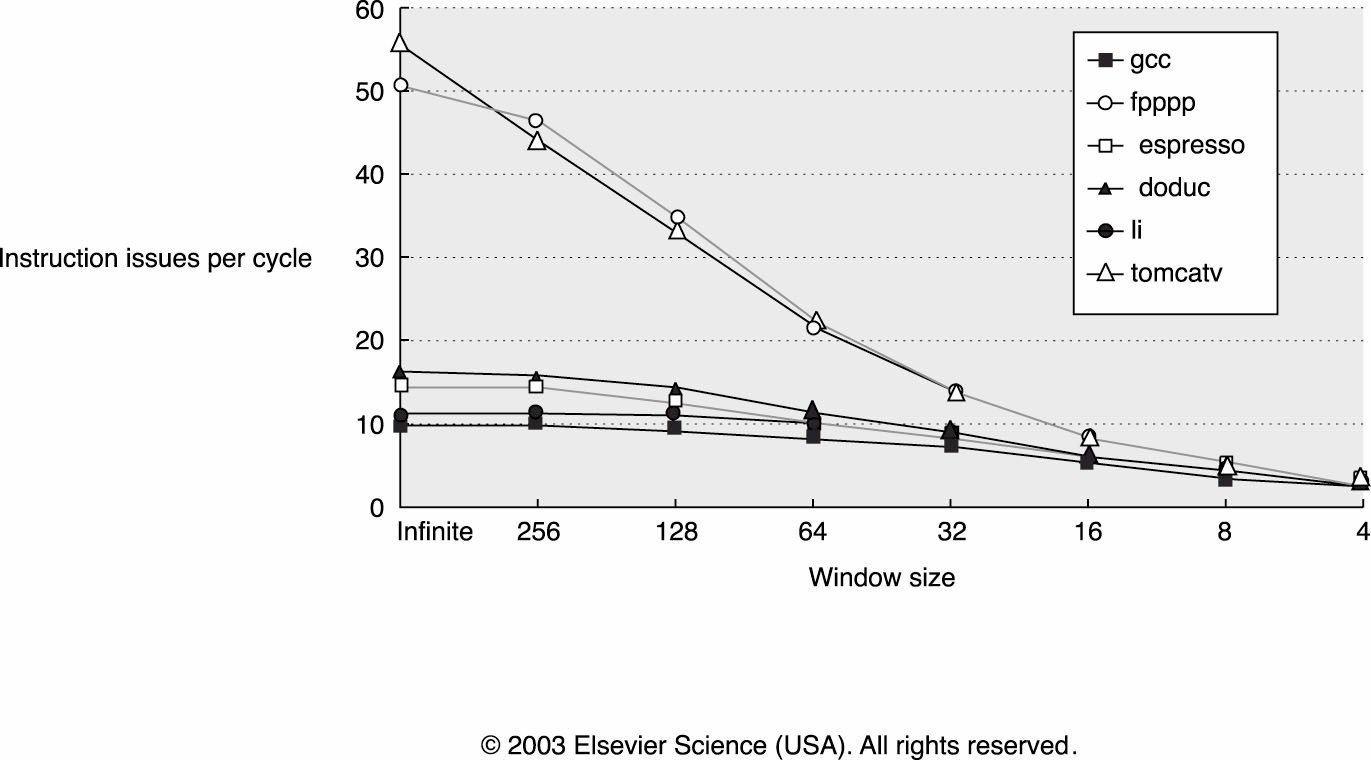 60
50
40
30
20
10
0
Instruction issues per cycle
gcc
fpppp
espresso
doduc
li
tomcatv
Infinite 256 128 64 32 16 8 4
Window size
© 2003 Elsevier Science (USA). All rights reserved.